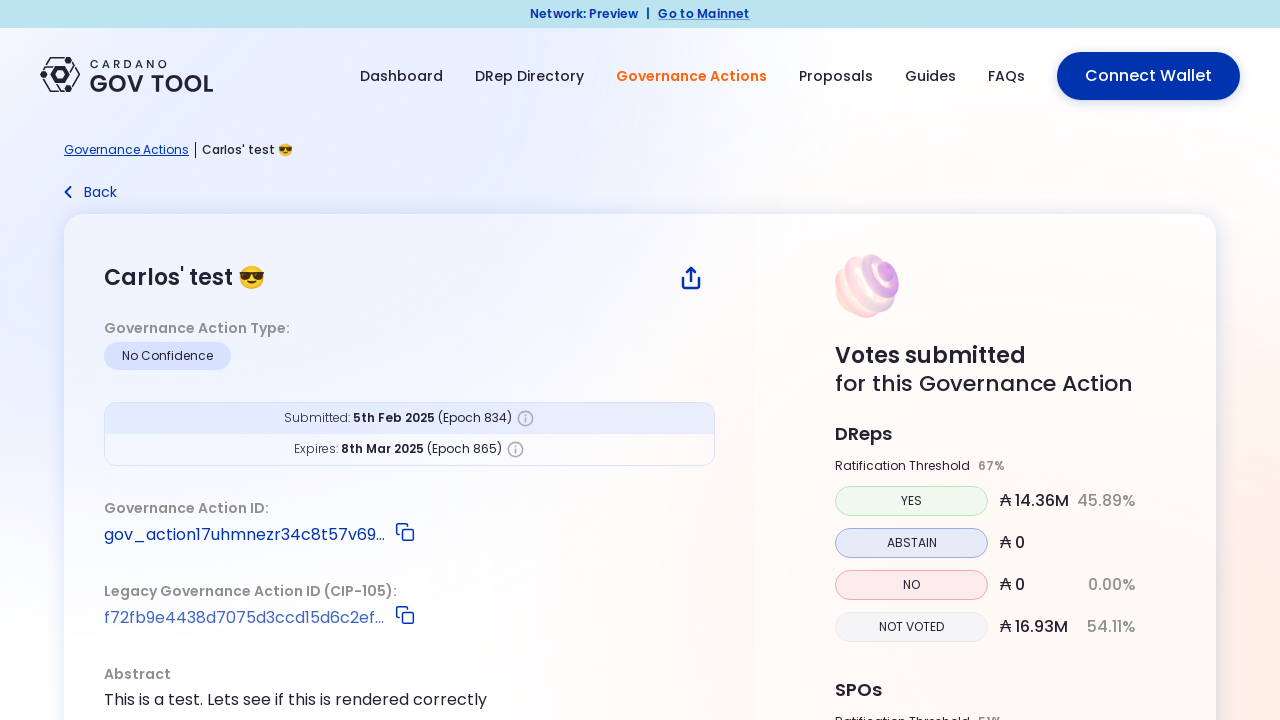 Network: Preview | Go to Mainnet
CARDANO
GOV TOOL
Dashboard
DRep Directory
Governance Actions
Proposals
Guides
FAQs
Connect Wallet
Governance Actions | Carlos' test 😎
Back
Carlos' test 😎
Governance Action Type:
No Confidence
Submitted: 5th Feb 2025 (Epoch 834)
Expires: 8th Mar 2025 (Epoch 865)
Governance Action ID:
gov_action17uhmnezr34c8t57v69...
Legacy Governance Action ID (CIP-105):
f72fb9e4438d7075d3ccd15d6c2ef...
Abstract
This is a test. Lets see if this is rendered correctly
Votes submitted
for this Governance Action
DReps
Ratification Threshold 67%
YES ₳ 14.36M 45.89%
ABSTAIN ₳ 0
NO ₳ 0 0.00%
NOT VOTED ₳ 16.93M 54.11%
SPOs
Ratification Threshold 51%